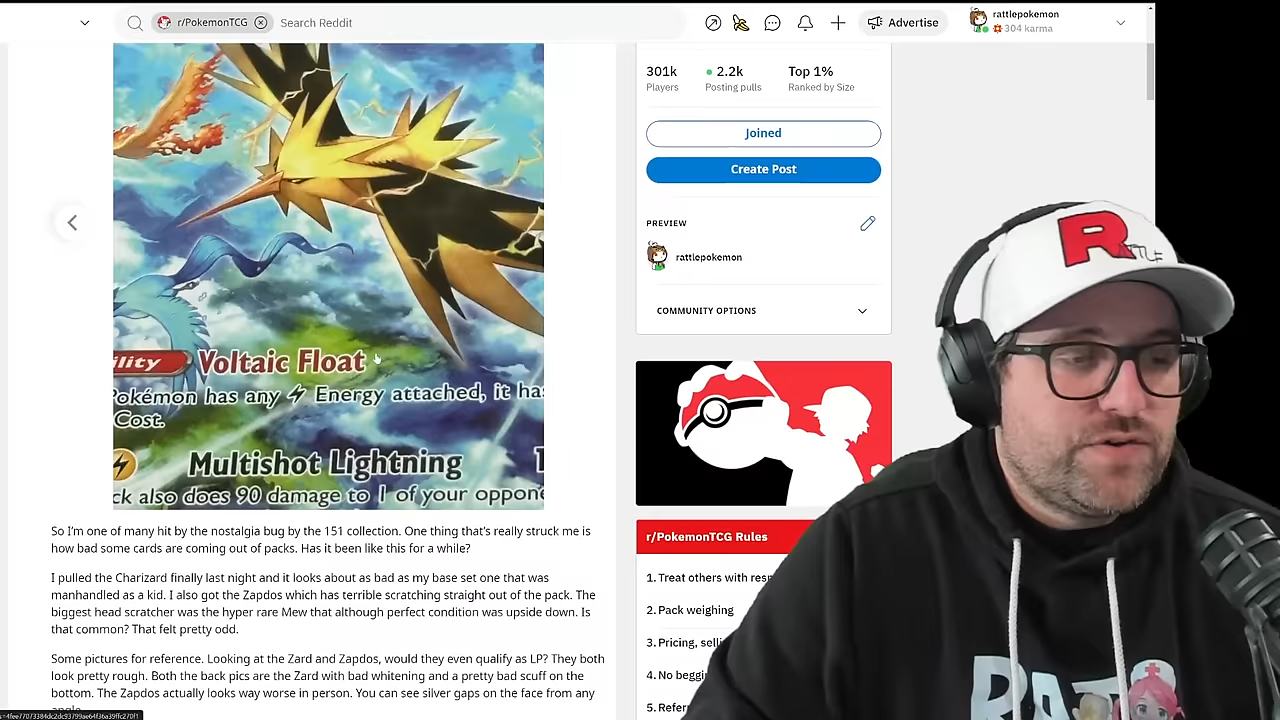 r/PokemonTCG
Search Reddit
Advertise
rattlepokemon
304 karma
301k
2.2k
Top 1%
Players
Posting pulls
Ranked by Size
Joined
Create Post
PREVIEW
rattlepokemon
COMMUNITY OPTIONS
ility Voltaic Float
Pokémon has any Energy attached, it has
Cost.
Multishot Lightning 1
ck also does 90 damage to 1 of your oppone
So I'm one of many hit by the nostalgia bug by the 151 collection. One thing that's really struck me is
how bad some cards are coming out of packs. Has it been like this for a while?
I pulled the Charizard finally last night and it looks about as bad as my base set one that was
manhandled as a kid. I also got the Zapdos which has terrible scratching straight out of the pack. The
biggest head scratcher was the hyper rare Mew that although perfect condition was upside down. Is
that common? That felt pretty odd.
Some pictures for reference. Looking at the Zard and Zapdos, would they even qualify as LP? They both
look pretty rough. Both the back pics are the Zard with bad whitening and a pretty bad scuff on the
bottom. The Zapdos actually looks way worse in person. You can see silver gaps on the face from any
angle.
r/PokemonTCG Rules
1. Treat others with resp
2. Pack weighing
3. Pricing, selli
4. No beggi
5. Refer
R